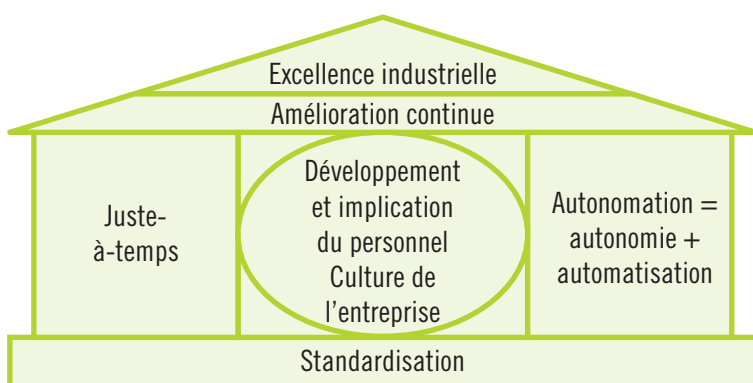 Excellence industrielle
Amélioration continue
Juste-
à-temps
Développement
et implication
du personnel
Culture de
l’entreprise
Autonomation =
autonomie +
automatisation
Standardisation